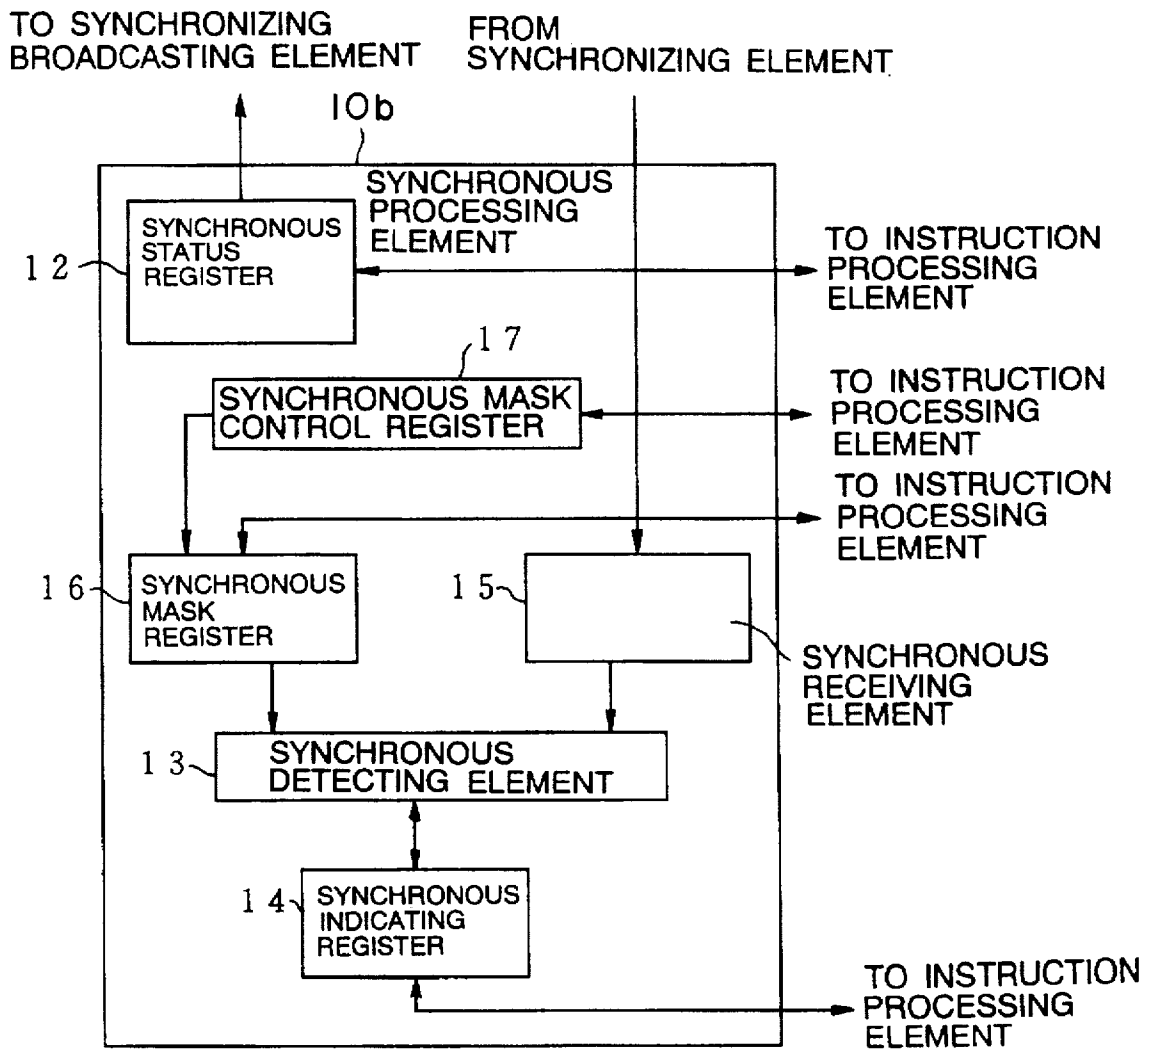 TO SYNCHRONIZING
BROADCASTING ELEMENT
FROM
SYNCHRONIZING ELEMENT
10b
SYNCHRONOUS
PROCESSING
ELEMENT
SYNCHRONOUS
STATUS
REGISTER
12
TO INSTRUCTION
PROCESSING
ELEMENT
17
SYNCHRONOUS MASK
CONTROL REGISTER
TO INSTRUCTION
PROCESSING
ELEMENT
TO INSTRUCTION
PROCESSING
ELEMENT
16
SYNCHRONOUS
MASK
REGISTER
15
SYNCHRONOUS
RECEIVING
ELEMENT
13
SYNCHRONOUS
DETECTING ELEMENT
14
SYNCHRONOUS
INDICATING
REGISTER
TO INSTRUCTION
PROCESSING
ELEMENT